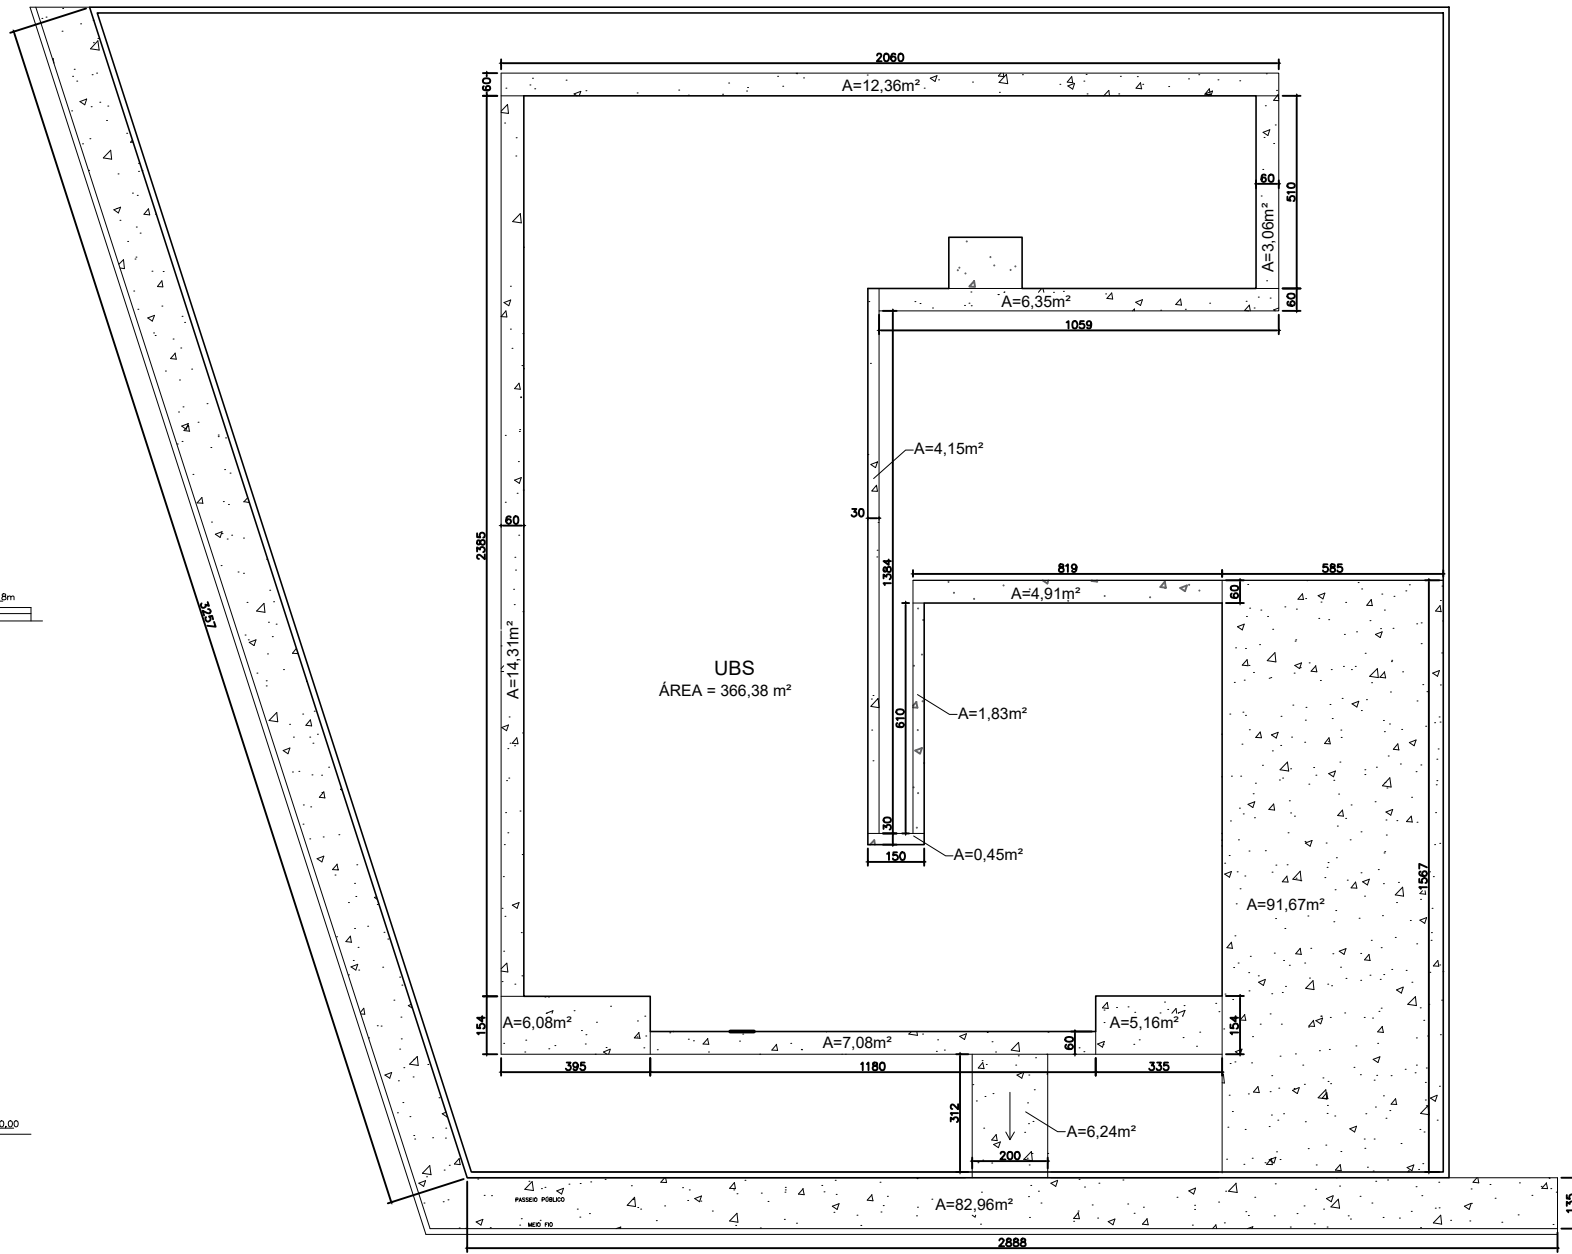 2060
60
A=12,36m²
60
510
A=3,06m²
A=6,35m²
60
1059
A=4,15m²
30
60
2385
1384
819
585
A=4,91m²
60
8m
3257
A=14,31m²
UBS
ÁREA = 366,38 m²
610
A=1,83m²
30
A=0,45m²
150
1567
A=91,67m²
154
A=6,08m²
A=7,08m²
60
A=5,16m²
154
395
1180
335
312
A=6,24m²
200
0.00
PASSEIO PÚBLICO
MEIO FIO
A=82,96m²
135
2888